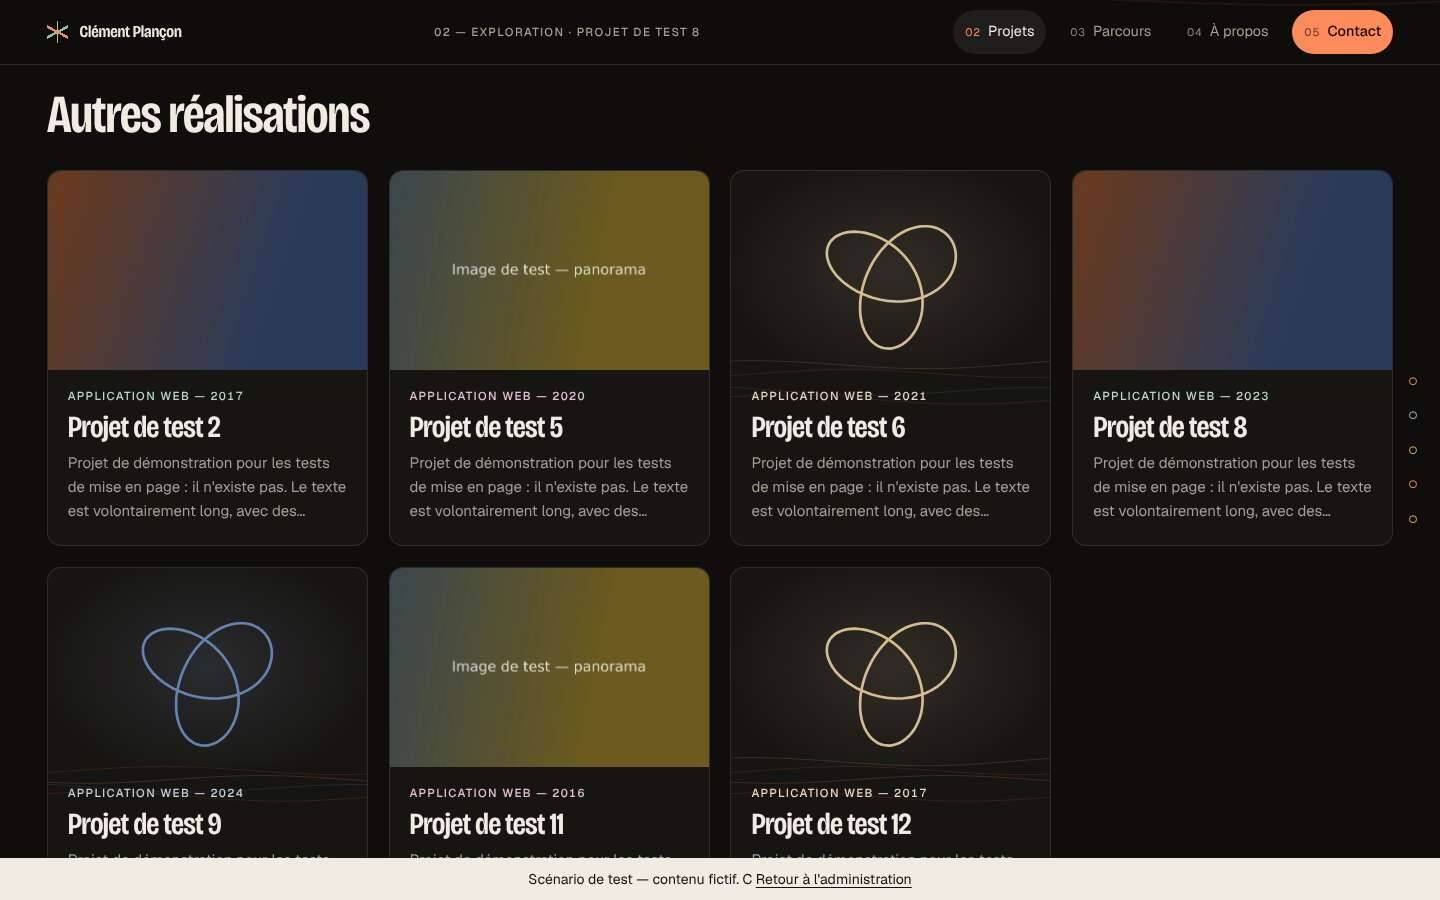 Clément Plançon
02 — EXPLORATION · PROJET DE TEST 8
02 Projets
03 Parcours
04 À propos
05 Contact
Autres réalisations
Image de test — panorama
APPLICATION WEB — 2017
Projet de test 2
Projet de démonstration pour les tests
de mise en page : il n'existe pas. Le texte
est volontairement long, avec des…
APPLICATION WEB — 2020
Projet de test 5
Projet de démonstration pour les tests
de mise en page : il n'existe pas. Le texte
est volontairement long, avec des…
APPLICATION WEB — 2021
Projet de test 6
Projet de démonstration pour les tests
de mise en page : il n'existe pas. Le texte
est volontairement long, avec des…
APPLICATION WEB — 2023
Projet de test 8
Projet de démonstration pour les tests
de mise en page : il n'existe pas. Le texte
est volontairement long, avec des…
APPLICATION WEB — 2024
Projet de test 9
Image de test — panorama
APPLICATION WEB — 2016
Projet de test 11
APPLICATION WEB — 2017
Projet de test 12
Scénario de test — contenu fictif. C Retour à l'administration